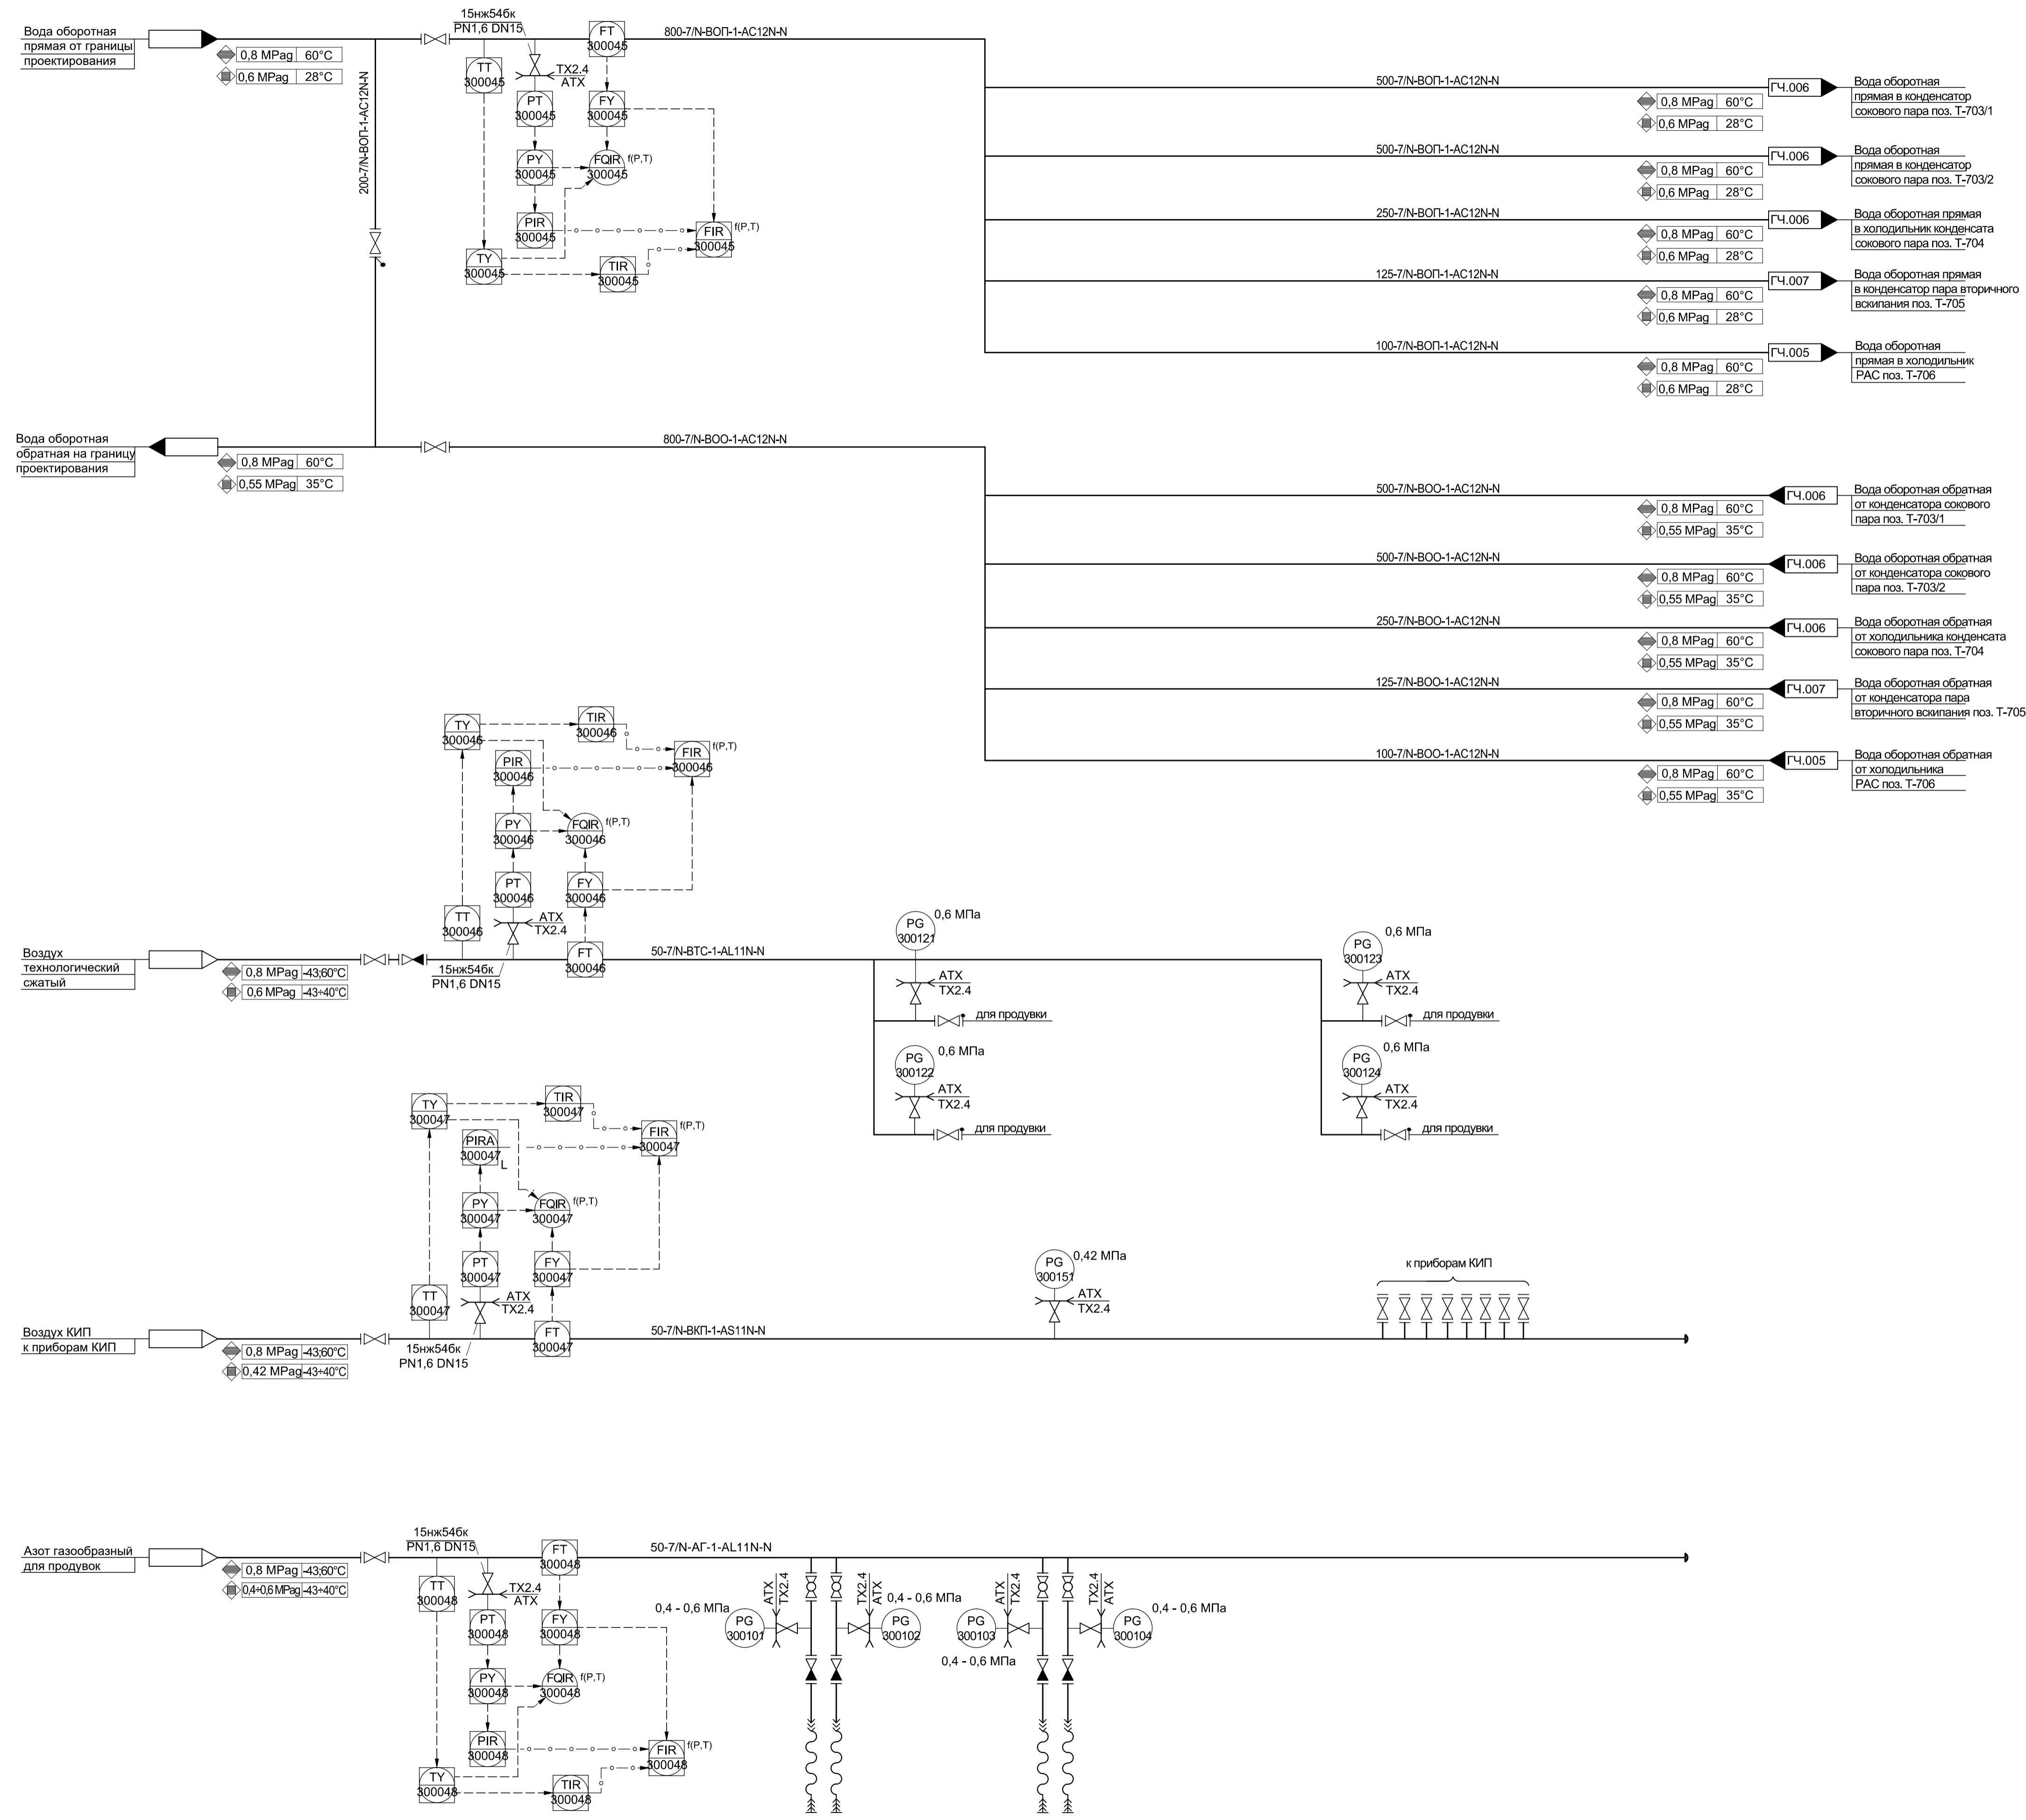 Вода оборотная
прямая от границы
проектирования
0,8 MPag 60°C
0,6 MPag 28°C
200-7/N-ВОП-1-AC12N-N
15нж54бк
PN1,6 DN15
TX2.4
ATX
TT
300045
PT
300045
FT
300045
FY
300045
PY
300045
FQIR
300045
f(P,T)
PIR
300045
FIR
300045
f(P,T)
TY
300045
TIR
300045
800-7/N-ВОП-1-AC12N-N
500-7/N-ВОП-1-AC12N-N
ГЧ.006
0,8 MPag 60°C
0,6 MPag 28°C
Вода оборотная
прямая в конденсатор
сокового пара поз. Т-703/1
500-7/N-ВОП-1-AC12N-N
ГЧ.006
0,8 MPag 60°C
0,6 MPag 28°C
Вода оборотная
прямая в конденсатор
сокового пара поз. Т-703/2
250-7/N-ВОП-1-AC12N-N
ГЧ.006
0,8 MPag 60°C
0,6 MPag 28°C
Вода оборотная прямая
в холодильник конденсата
сокового пара поз. Т-704
125-7/N-ВОП-1-AC12N-N
ГЧ.007
0,8 MPag 60°C
0,6 MPag 28°C
Вода оборотная прямая
в конденсатор пара вторичного
вскипания поз. Т-705
100-7/N-ВОП-1-AC12N-N
ГЧ.005
0,8 MPag 60°C
0,6 MPag 28°C
Вода оборотная
прямая в холодильник
РАС поз. Т-706
Вода оборотная
обратная на границу
проектирования
0,8 MPag 60°C
0,55 MPag 35°C
800-7/N-ВОО-1-AC12N-N
500-7/N-ВОО-1-AC12N-N
ГЧ.006
0,8 MPag 60°C
0,55 MPag 35°C
Вода оборотная обратная
от конденсатора сокового
пара поз. Т-703/1
500-7/N-ВОО-1-AC12N-N
ГЧ.006
0,8 MPag 60°C
0,55 MPag 35°C
Вода оборотная обратная
от конденсатора сокового
пара поз. Т-703/2
250-7/N-ВОО-1-AC12N-N
ГЧ.006
0,8 MPag 60°C
0,55 MPag 35°C
Вода оборотная обратная
от холодильника конденсата
сокового пара поз. Т-704
125-7/N-ВОО-1-AC12N-N
ГЧ.007
0,8 MPag 60°C
0,55 MPag 35°C
Вода оборотная обратная
от конденсатора пара
вторичного вскипания поз. Т-705
100-7/N-ВОО-1-AC12N-N
ГЧ.005
0,8 MPag 60°C
0,55 MPag 35°C
Вода оборотная обратная
от холодильника
РАС поз. Т-706
TY
300046
TIR
300046
PIR
300046
FIR
300046
f(P,T)
PY
300046
FQIR
300046
f(P,T)
PT
300046
FY
300046
TT
300046
ATX
TX2.4
FT
300046
15нж54бк
PN1,6 DN15
Воздух
технологический
сжатый
0,8 MPag -43;60°C
0,6 MPag -43÷40°C
50-7/N-ВТС-1-AL11N-N
PG
300121
0,6 МПа
ATX
TX2.4
для продувки
PG
300122
0,6 МПа
ATX
TX2.4
для продувки
PG
300123
0,6 МПа
ATX
TX2.4
для продувки
PG
300124
0,6 МПа
ATX
TX2.4
для продувки
TY
300047
TIR
300047
PIRA
300047
L
FIR
300047
f(P,T)
PY
300047
FQIR
300047
f(P,T)
PT
300047
FY
300047
TT
300047
ATX
TX2.4
FT
300047
15нж54бк
PN1,6 DN15
Воздух КИП
к приборам КИП
0,8 MPag -43;60°C
0,42 MPag -43÷40°C
50-7/N-ВКП-1-AS11N-N
PG
300151
0,42 МПа
ATX
TX2.4
к приборам КИП
Азот газообразный
для продувок
0,8 MPag -43;60°C
0,4÷0,6 MPag -43÷40°C
15нж54бк
PN1,6 DN15
TX2.4
ATX
TT
300048
PT
300048
FT
300048
FY
300048
PY
300048
FQIR
300048
f(P,T)
PIR
300048
FIR
300048
f(P,T)
TY
300048
TIR
300048
50-7/N-АГ-1-AL11N-N
0,4 - 0,6 МПа
PG
300101
ATX
TX2.4
0,4 - 0,6 МПа
PG
300102
TX2.4
ATX
0,4 - 0,6 МПа
PG
300103
ATX
TX2.4
0,4 - 0,6 МПа
PG
300104
TX2.4
ATX